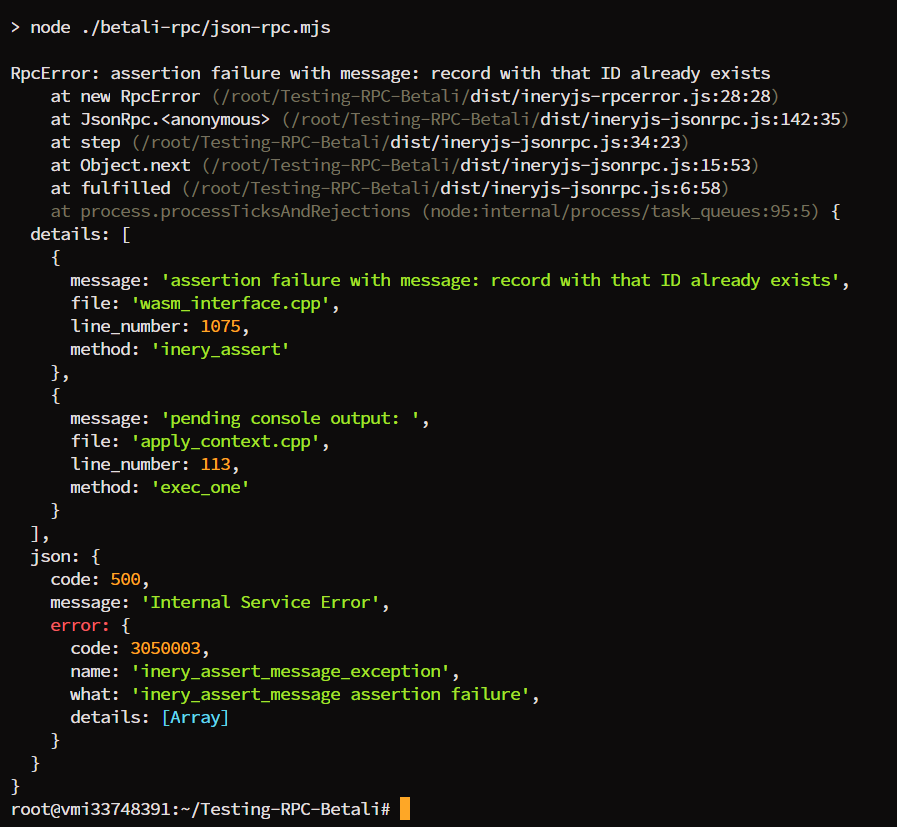 > node ./betali-rpc/json-rpc.mjs
RpcError: assertion failure with message: record with that ID already exists
    at new RpcError (/root/Testing-RPC-Betali/dist/ineryjs-rpcerror.js:28:28)
    at JsonRpc.<anonymous> (/root/Testing-RPC-Betali/dist/ineryjs-jsonrpc.js:142:35)
    at step (/root/Testing-RPC-Betali/dist/ineryjs-jsonrpc.js:34:23)
    at Object.next (/root/Testing-RPC-Betali/dist/ineryjs-jsonrpc.js:15:53)
    at fulfilled (/root/Testing-RPC-Betali/dist/ineryjs-jsonrpc.js:6:58)
    at process.processTicksAndRejections (node:internal/process/task_queues:95:5) {
  details: [
    {
      message: 'assertion failure with message: record with that ID already exists',
      file: 'wasm_interface.cpp',
      line_number: 1075,
      method: 'inery_assert'
    },
    {
      message: 'pending console output: ',
      file: 'apply_context.cpp',
      line_number: 113,
      method: 'exec_one'
    }
  ],
  json: {
    code: 500,
    message: 'Internal Service Error',
    error: {
      code: 3050003,
      name: 'inery_assert_message_exception',
      what: 'inery_assert_message assertion failure',
      details: [Array]
    }
  }
}
root@vmi33748391:~/Testing-RPC-Betali#